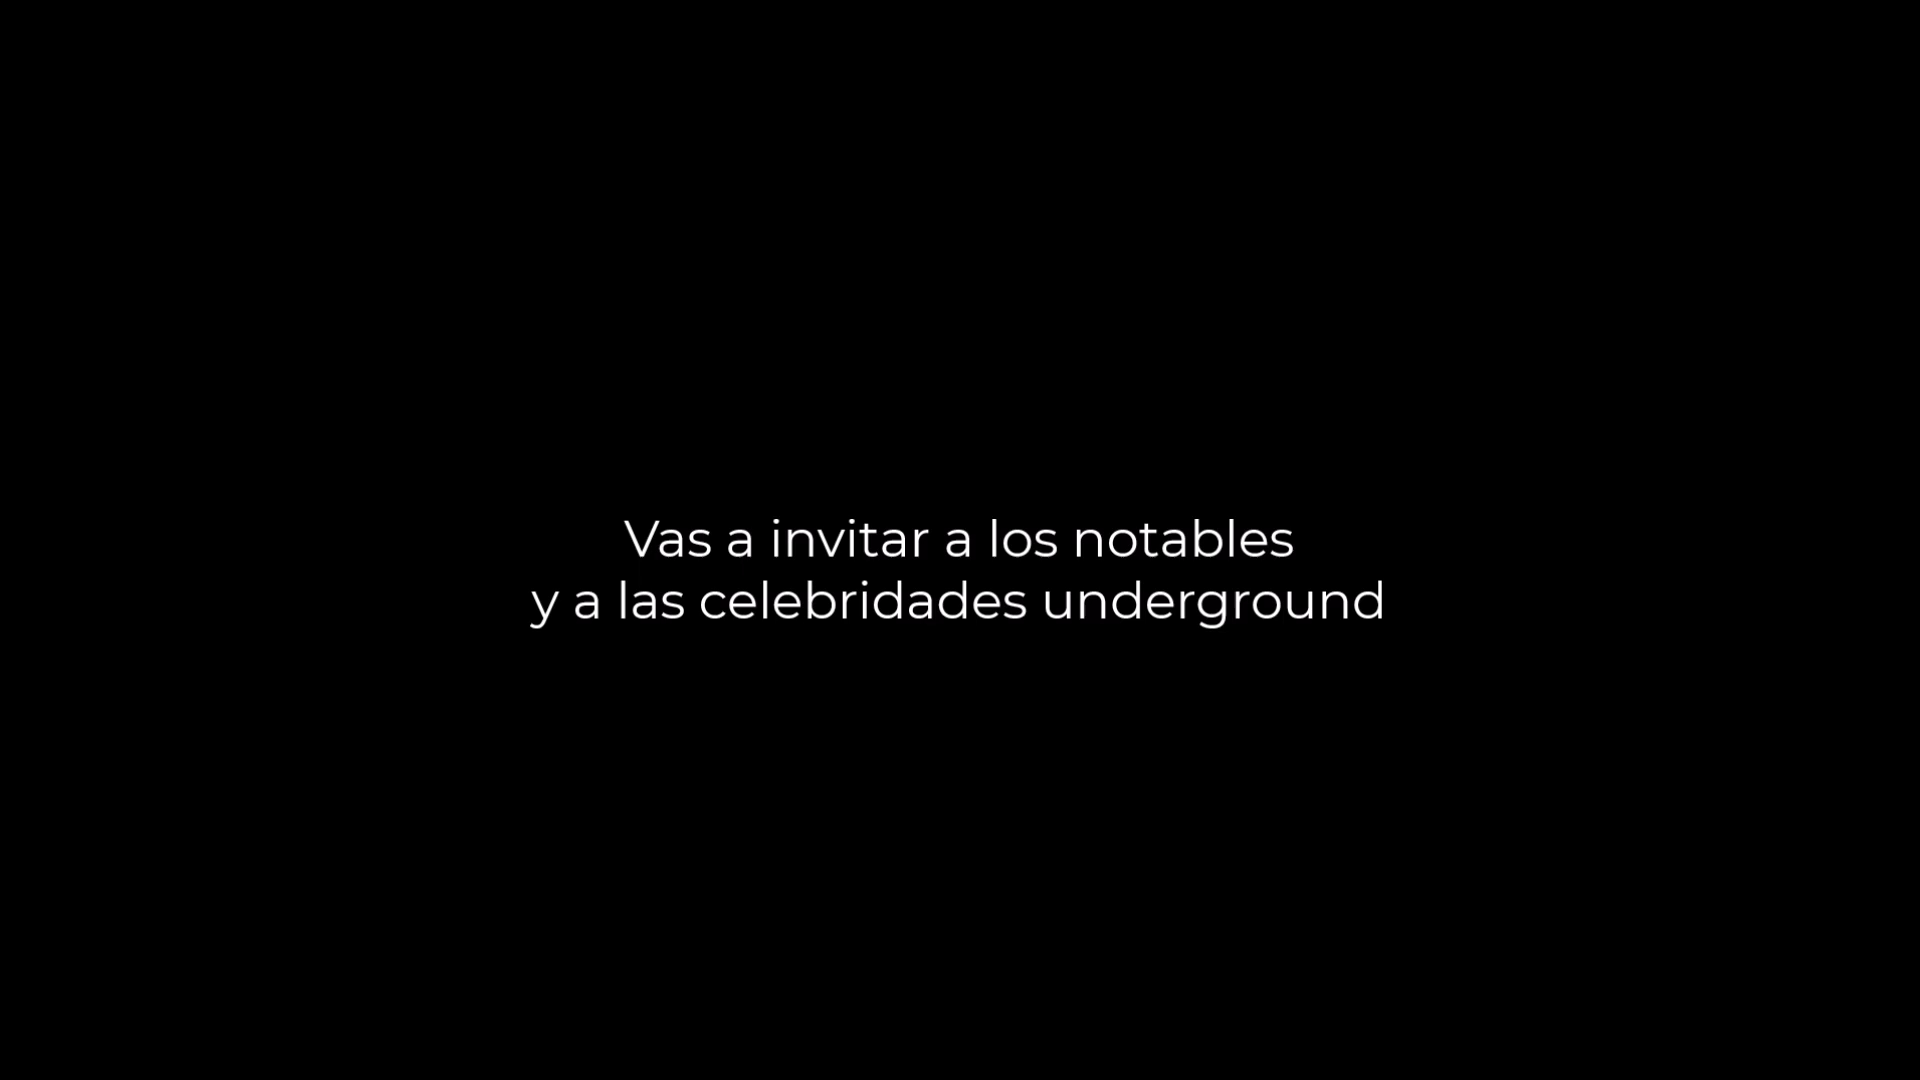 Vas a invitar a los notables
y a las celebridades underground